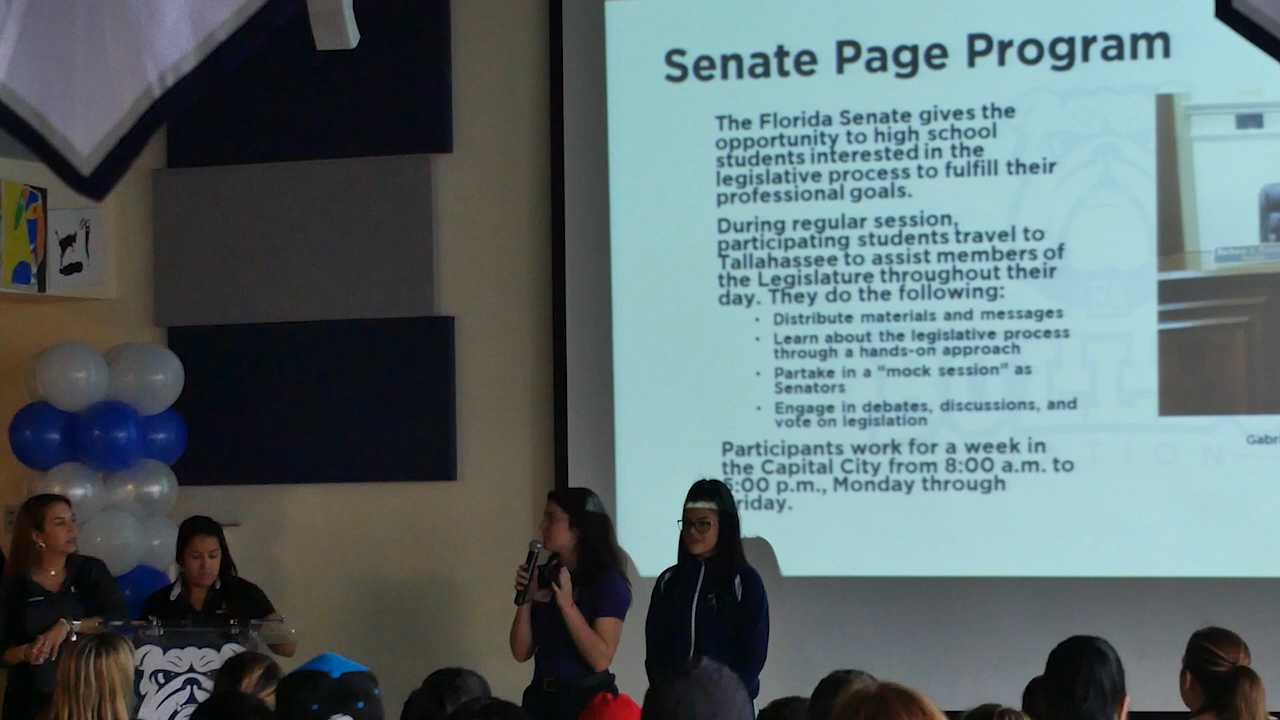 Senate Page Program
The Florida Senate gives the
opportunity to high school
students interested in the
legislative process to fulfill their
professional goals.
During regular session,
participating students travel to
Tallahassee to assist members of
the Legislature throughout their
day. They do the following:
· Distribute materials and messages
· Learn about the legislative process
through a hands-on approach
· Partake in a “mock session” as
Senators
· Engage in debates, discussions, and
vote on legislation
Participants work for a week in
the Capital City from 8:00 a.m. to
:00 p.m., Monday through
riday.